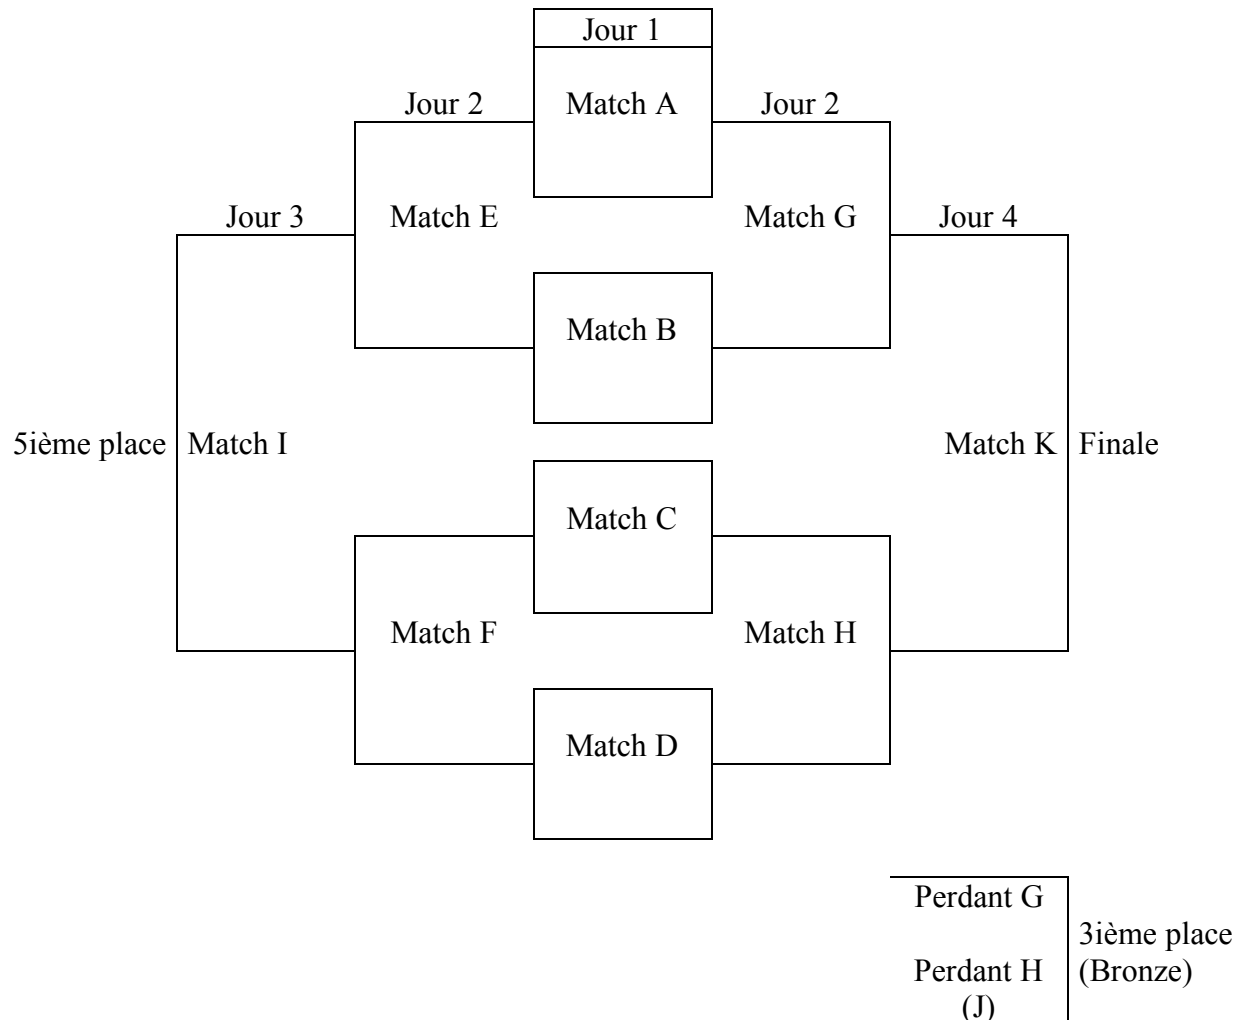 Jour 1
Jour 2
Match A
Jour 2
Jour 3
Match E
Match G
Jour 4
Match B
5ième place
Match I
Match K
Finale
Match C
Match F
Match H
Match D
Perdant G
3ième place
Perdant H
(Bronze)
(J)